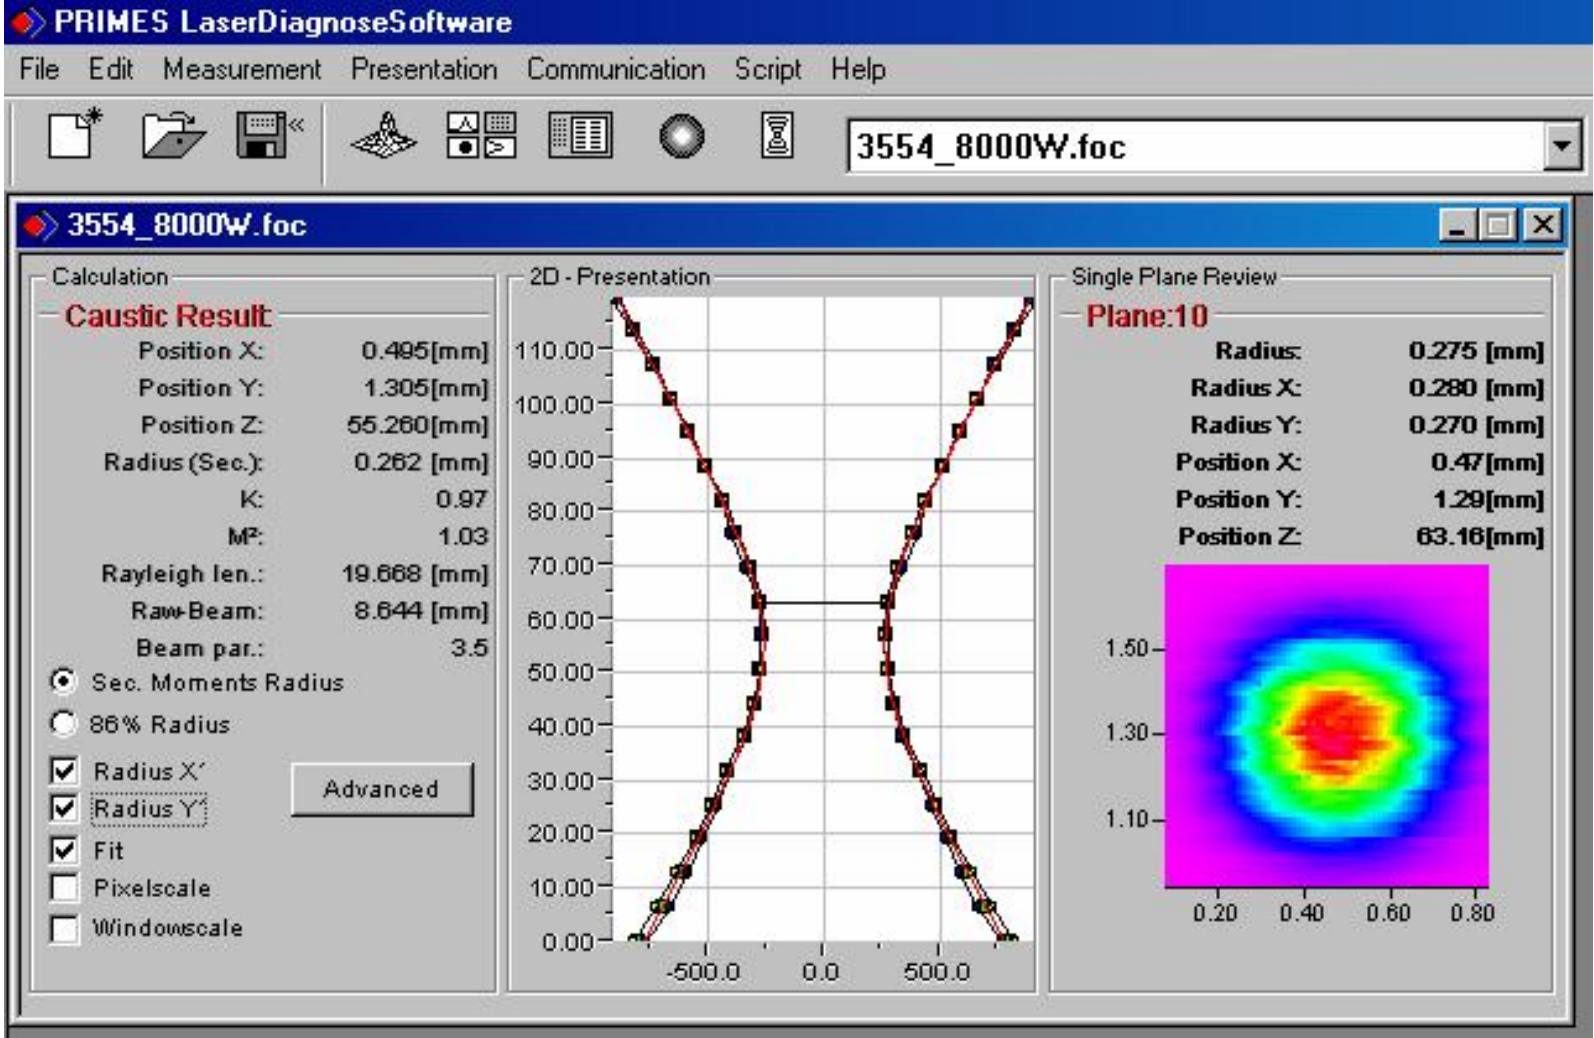 PRIMES LaserDiagnoseSoftware
File Edit Measurement Presentation Communication Script Help
3554_8000W.foc
3554_8000W.foc
Calculation
Caustic Result:
Position X: 0.495[mm]
Position Y: 1.305[mm]
Position Z: 55.260[mm]
Radius (Sec.): 0.262 [mm]
K: 0.97
M²: 1.03
Rayleigh len.: 19.668 [mm]
Raw-Beam: 8.644 [mm]
Beam par.: 3.5
Sec. Moments Radius
86% Radius
Radius X´
Radius Y´
Advanced
Fit
Pixelscale
Windowscale
2D - Presentation
110.00
100.00
90.00
80.00
70.00
60.00
50.00
40.00
30.00
20.00
10.00
0.00
-500.0 0.0 500.0
Single Plane Review
Plane:10
Radius: 0.275 [mm]
Radius X: 0.280 [mm]
Radius Y: 0.270 [mm]
Position X: 0.47[mm]
Position Y: 1.29[mm]
Position Z: 63.16[mm]
1.50
1.30
1.10
0.20 0.40 0.60 0.80